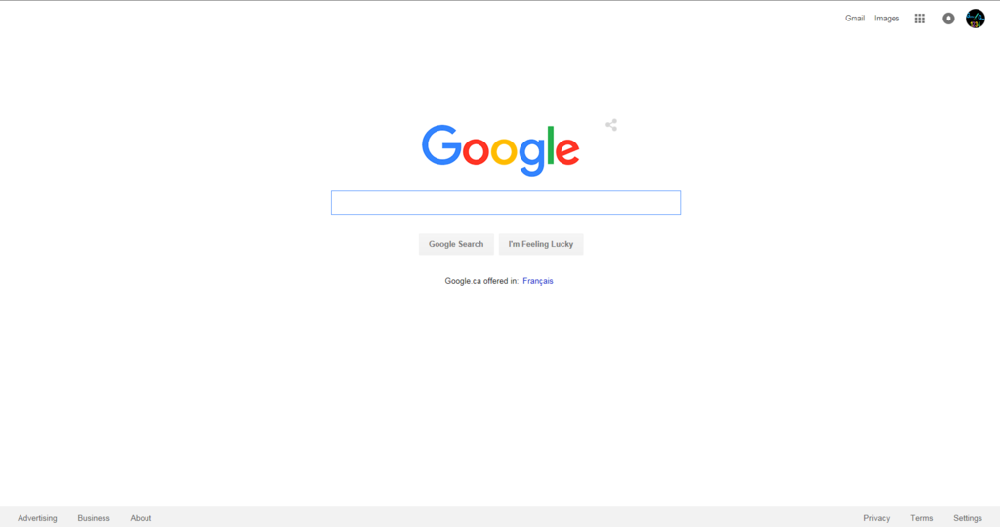 Gmail Images
Google
Google Search I'm Feeling Lucky
Google.ca offered in: Français
Advertising Business About Privacy Terms Settings